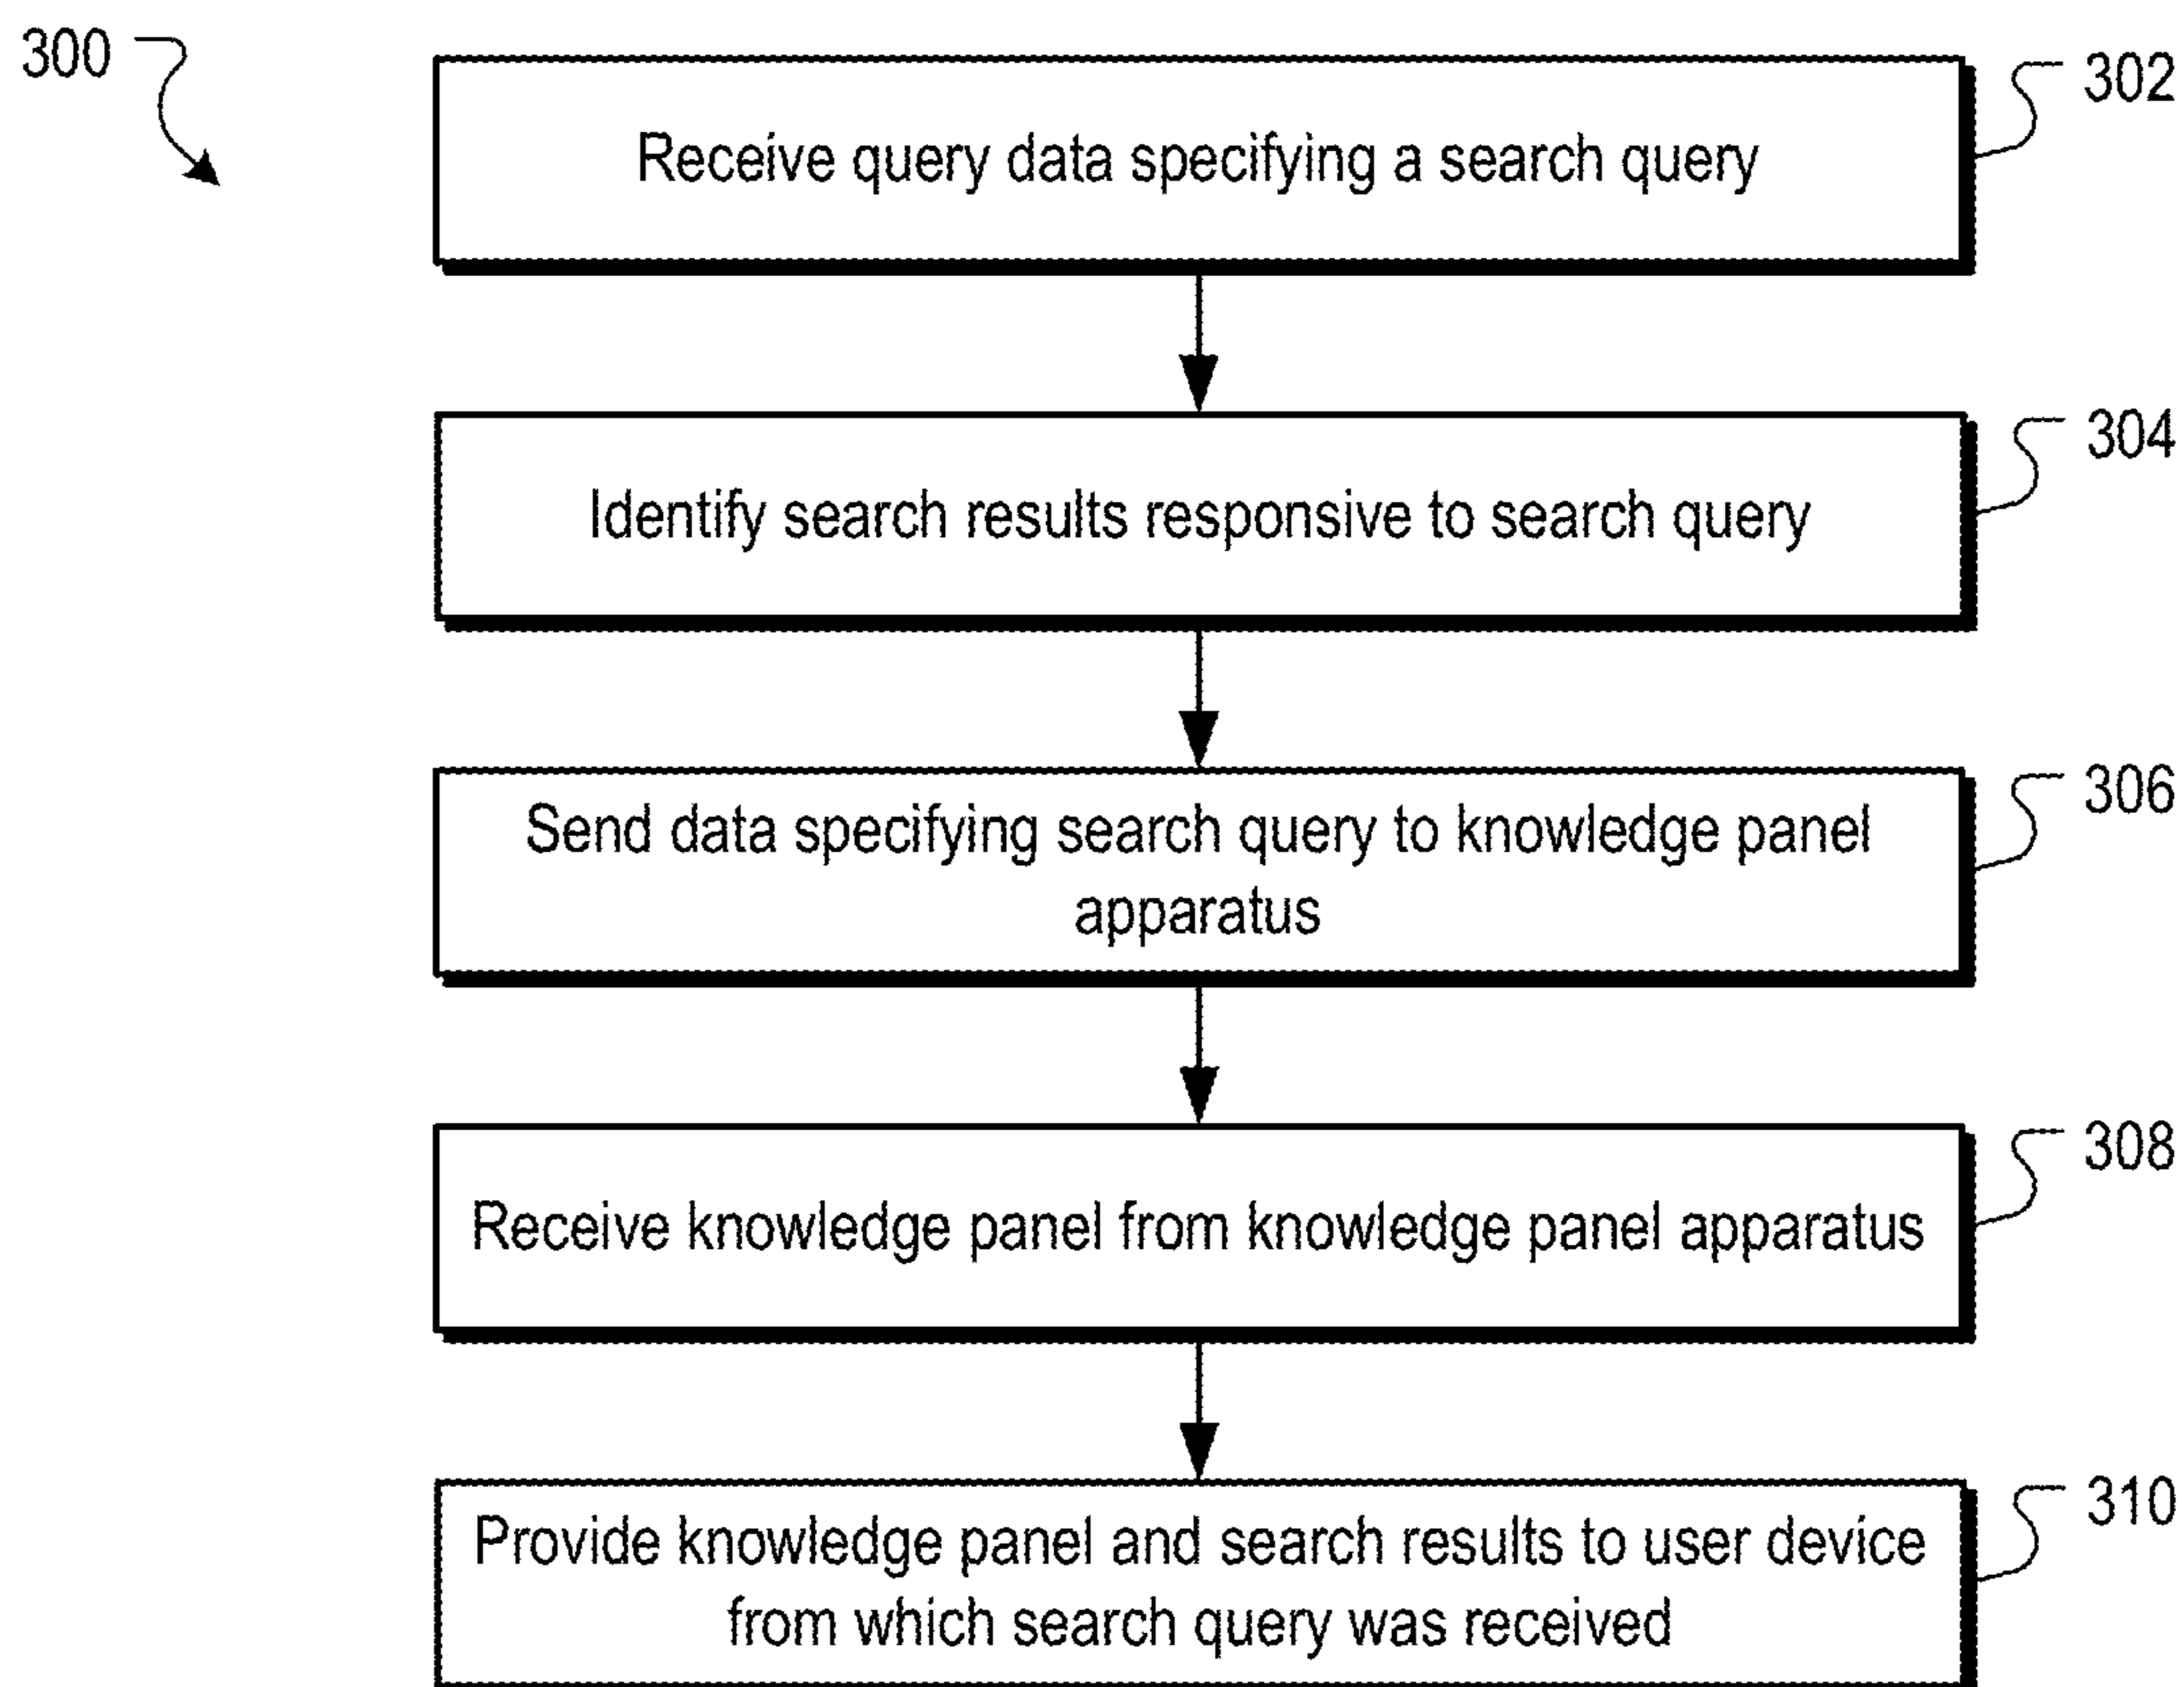 300
302
Receive query data specifying a search query
304
Identify search results responsive to search query
306
Send data specifying search query to knowledge panel
apparatus
308
Receive knowledge panel from knowledge panel apparatus
310
Provide knowledge panel and search results to user device
from which search query was received